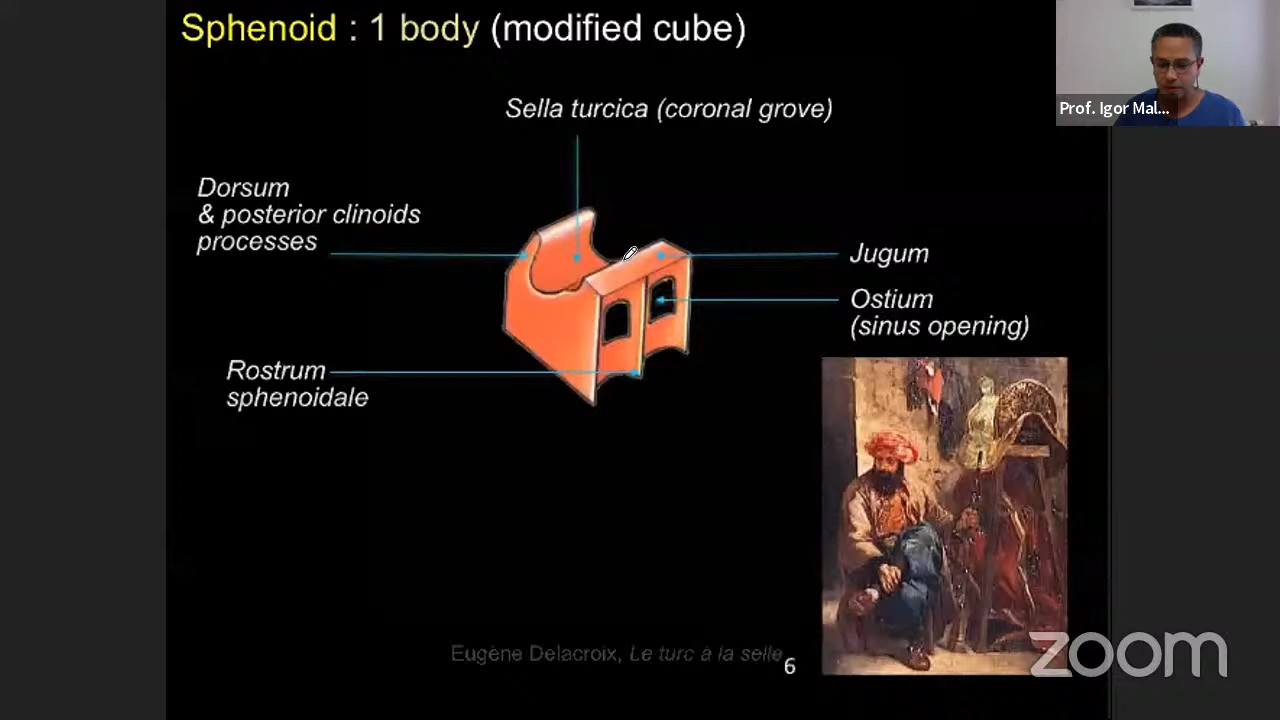 Sphenoid : 1 body (modified cube)
Prof. Igor Mal...
Sella turcica (coronal grove)
Dorsum
& posterior clinoids
processes
Jugum
Ostium
(sinus opening)
Rostrum
sphenoidale
Eugène Delacroix, Le turc à la selle
6
zoom